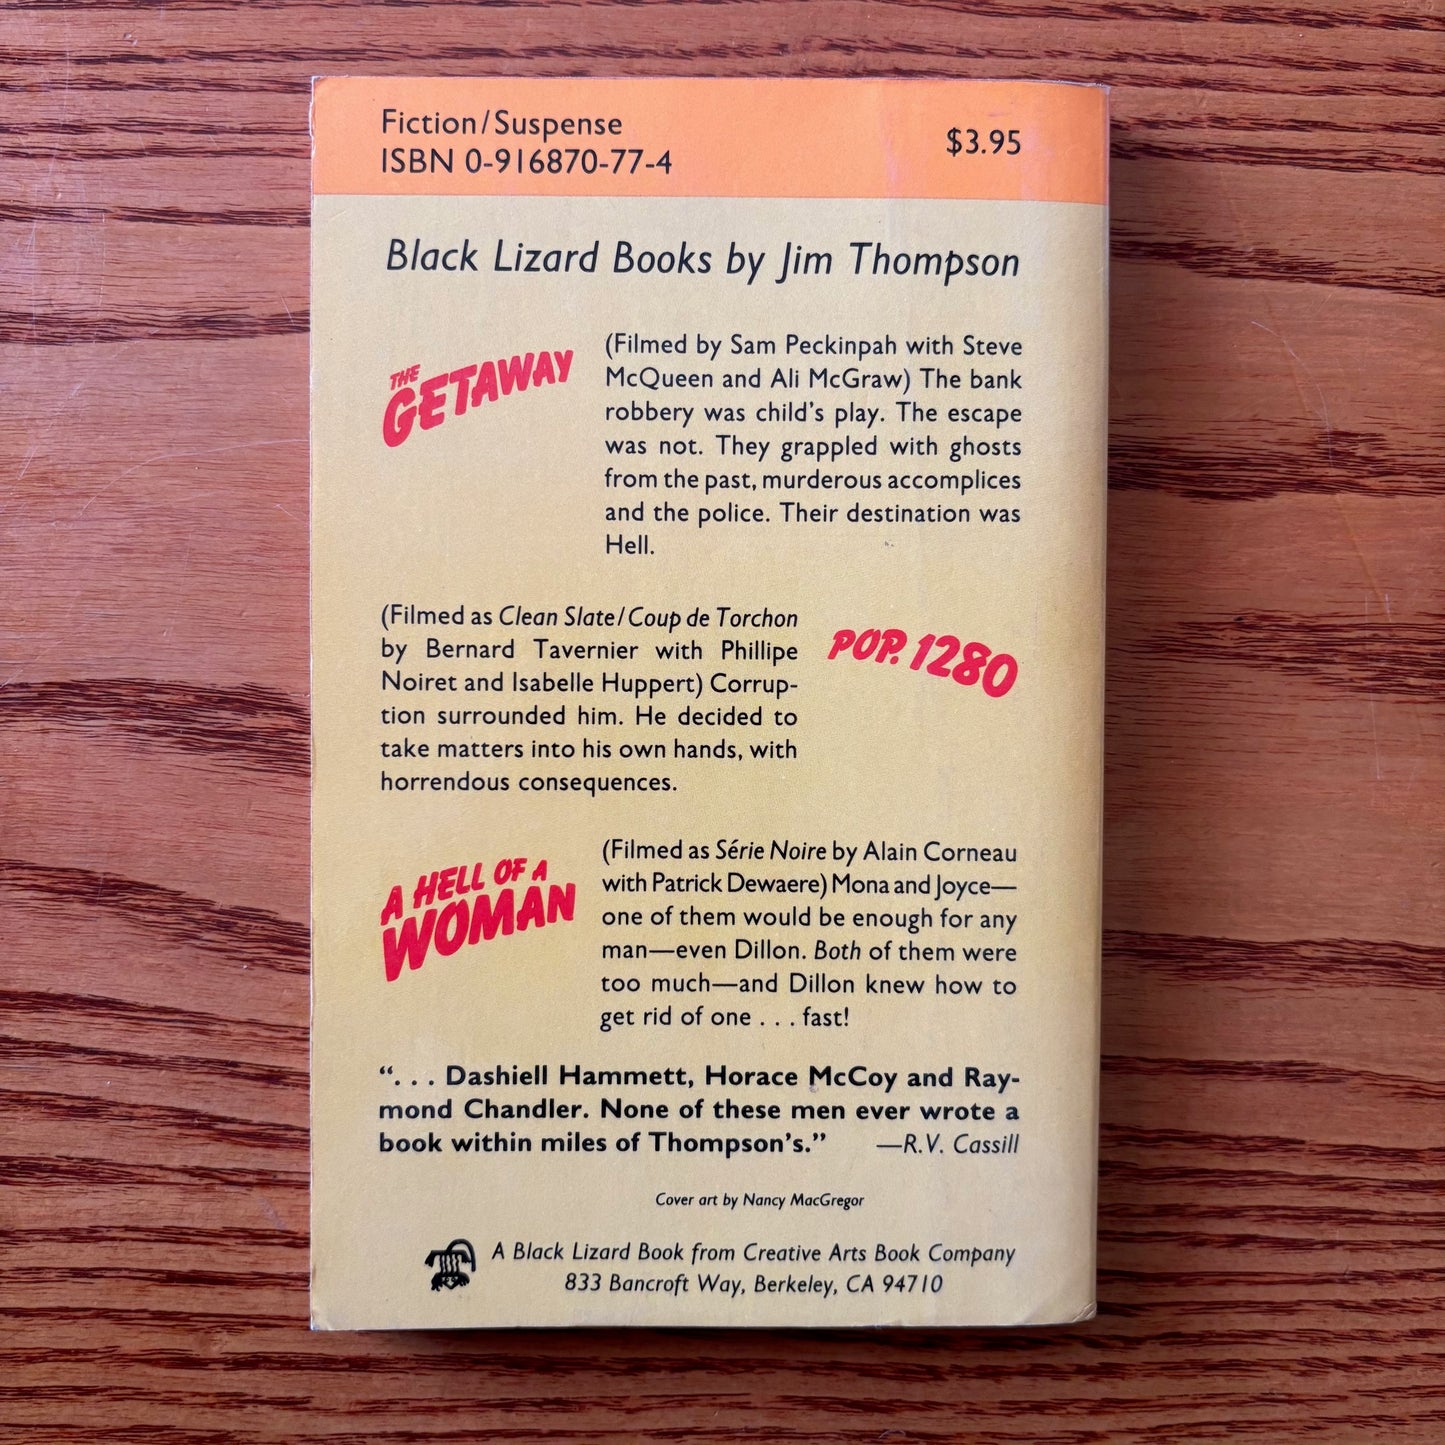 Fiction/Suspense
ISBN 0-916870-77-4
$3.95
Black Lizard Books by Jim Thompson
THE
GETAWAY
(Filmed by Sam Peckinpah with Steve
McQueen and Ali McGraw) The bank
robbery was child's play. The escape
was not. They grappled with ghosts
from the past, murderous accomplices
and the police. Their destination was
Hell.
(Filmed as Clean Slate/Coup de Torchon
by Bernard Tavernier with Phillipe
Noiret and Isabelle Huppert) Corrup-
tion surrounded him. He decided to
take matters into his own hands, with
horrendous consequences.
POP. 1280
A HELL OF A
WOMAN
(Filmed as Série Noire by Alain Corneau
with Patrick Dewaere) Mona and Joyce—
one of them would be enough for any
man—even Dillon. Both of them were
too much—and Dillon knew how to
get rid of one . . . fast!
“. . . Dashiell Hammett, Horace McCoy and Ray-
mond Chandler. None of these men ever wrote a
book within miles of Thompson’s.” —R.V. Cassill
Cover art by Nancy MacGregor
A Black Lizard Book from Creative Arts Book Company
833 Bancroft Way, Berkeley, CA 94710